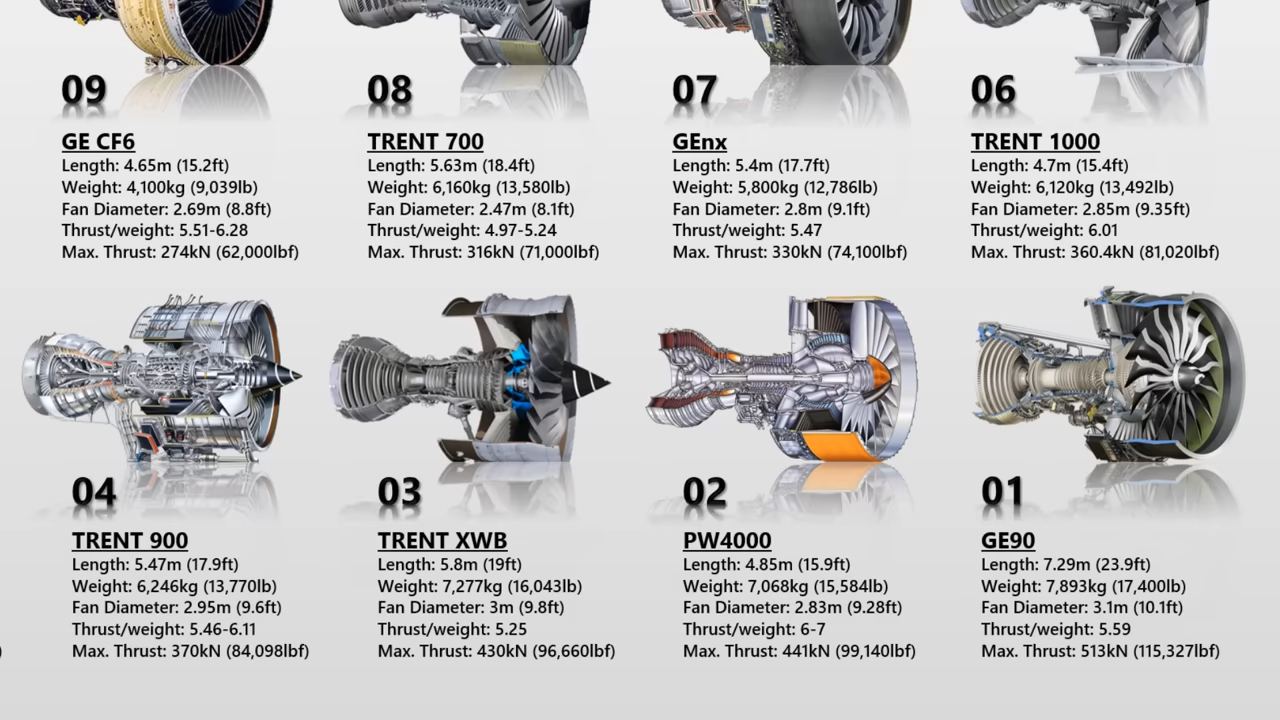 09
GE CF6
Length: 4.65m (15.2ft)
Weight: 4,100kg (9,039lb)
Fan Diameter: 2.69m (8.8ft)
Thrust/weight: 5.51-6.28
Max. Thrust: 274kN (62,000lbf)
08
TRENT 700
Length: 5.63m (18.4ft)
Weight: 6,160kg (13,580lb)
Fan Diameter: 2.47m (8.1ft)
Thrust/weight: 4.97-5.24
Max. Thrust: 316kN (71,000lbf)
07
GEnx
Length: 5.4m (17.7ft)
Weight: 5,800kg (12,786lb)
Fan Diameter: 2.8m (9.1ft)
Thrust/weight: 5.47
Max. Thrust: 330kN (74,100lbf)
06
TRENT 1000
Length: 4.7m (15.4ft)
Weight: 6,120kg (13,492lb)
Fan Diameter: 2.85m (9.35ft)
Thrust/weight: 6.01
Max. Thrust: 360.4kN (81,020lbf)
04
TRENT 900
Length: 5.47m (17.9ft)
Weight: 6,246kg (13,770lb)
Fan Diameter: 2.95m (9.6ft)
Thrust/weight: 5.46-6.11
Max. Thrust: 370kN (84,098lbf)
03
TRENT XWB
Length: 5.8m (19ft)
Weight: 7,277kg (16,043lb)
Fan Diameter: 3m (9.8ft)
Thrust/weight: 5.25
Max. Thrust: 430kN (96,660lbf)
02
PW4000
Length: 4.85m (15.9ft)
Weight: 7,068kg (15,584lb)
Fan Diameter: 2.83m (9.28ft)
Thrust/weight: 6-7
Max. Thrust: 441kN (99,140lbf)
01
GE90
Length: 7.29m (23.9ft)
Weight: 7,893kg (17,400lb)
Fan Diameter: 3.1m (10.1ft)
Thrust/weight: 5.59
Max. Thrust: 513kN (115,327lbf)